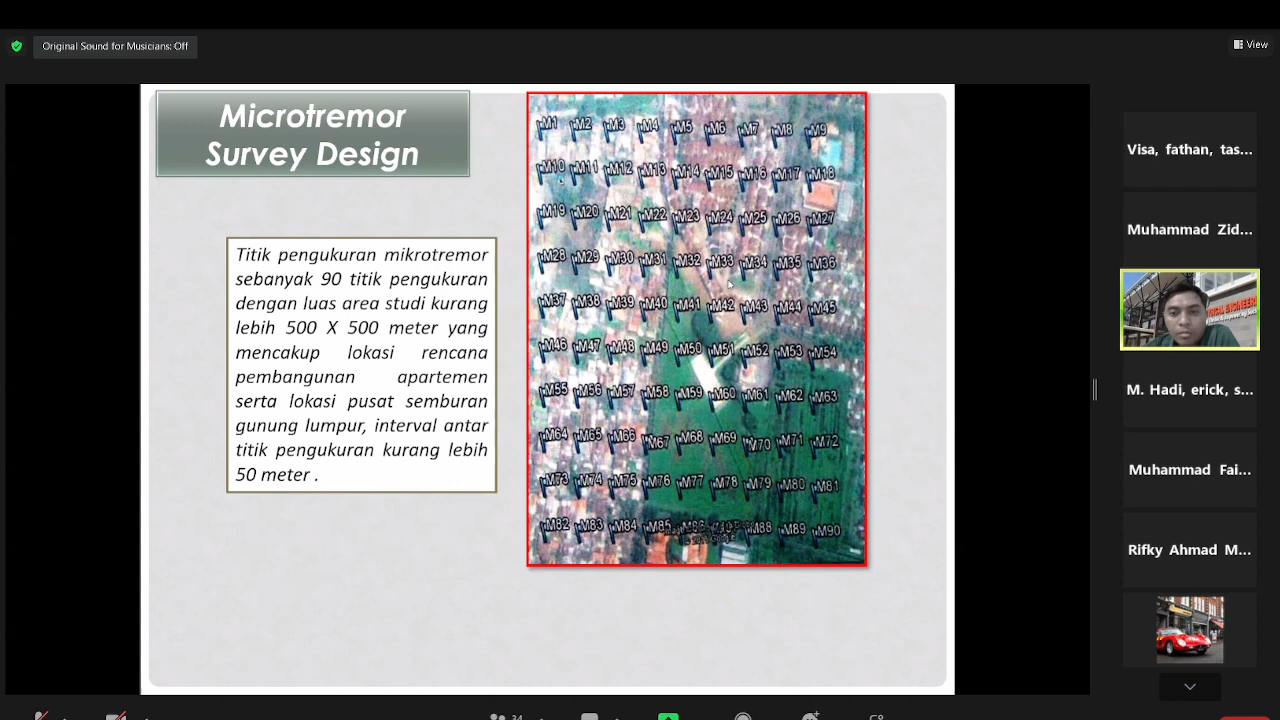 Original Sound for Musicians: Off
View
Microtremor
Survey Design
Titik pengukuran mikrotremor
sebanyak 90 titik pengukuran
dengan luas area studi kurang
lebih 500 X 500 meter yang
mencakup lokasi rencana
pembangunan apartemen
serta lokasi pusat semburan
gunung lumpur, interval antar
titik pengukuran kurang lebih
50 meter .
M1 M2 M3 M4 M5 M6 M7 M8 M9
M10 M11 M12 M13 M14 M15 M16 M17 M18
M19 M20 M21 M22 M23 M24 M25 M26 M27
M28 M29 M30 M31 M32 M33 M34 M35 M36
M37 M38 M39 M40 M41 M42 M43 M44 M45
M46 M47 M48 M49 M50 M51 M52 M53 M54
M55 M56 M57 M58 M59 M60 M61 M62 M63
M64 M65 M66 M67 M68 M69 M70 M71 M72
M73 M74 M75 M76 M77 M78 M79 M80 M81
M82 M83 M84 M85 M88 M89 M90
Visa, fathan, tas...
Muhammad Zid...
M. Hadi, erick, s...
Muhammad Fai...
Rifky Ahmad M...